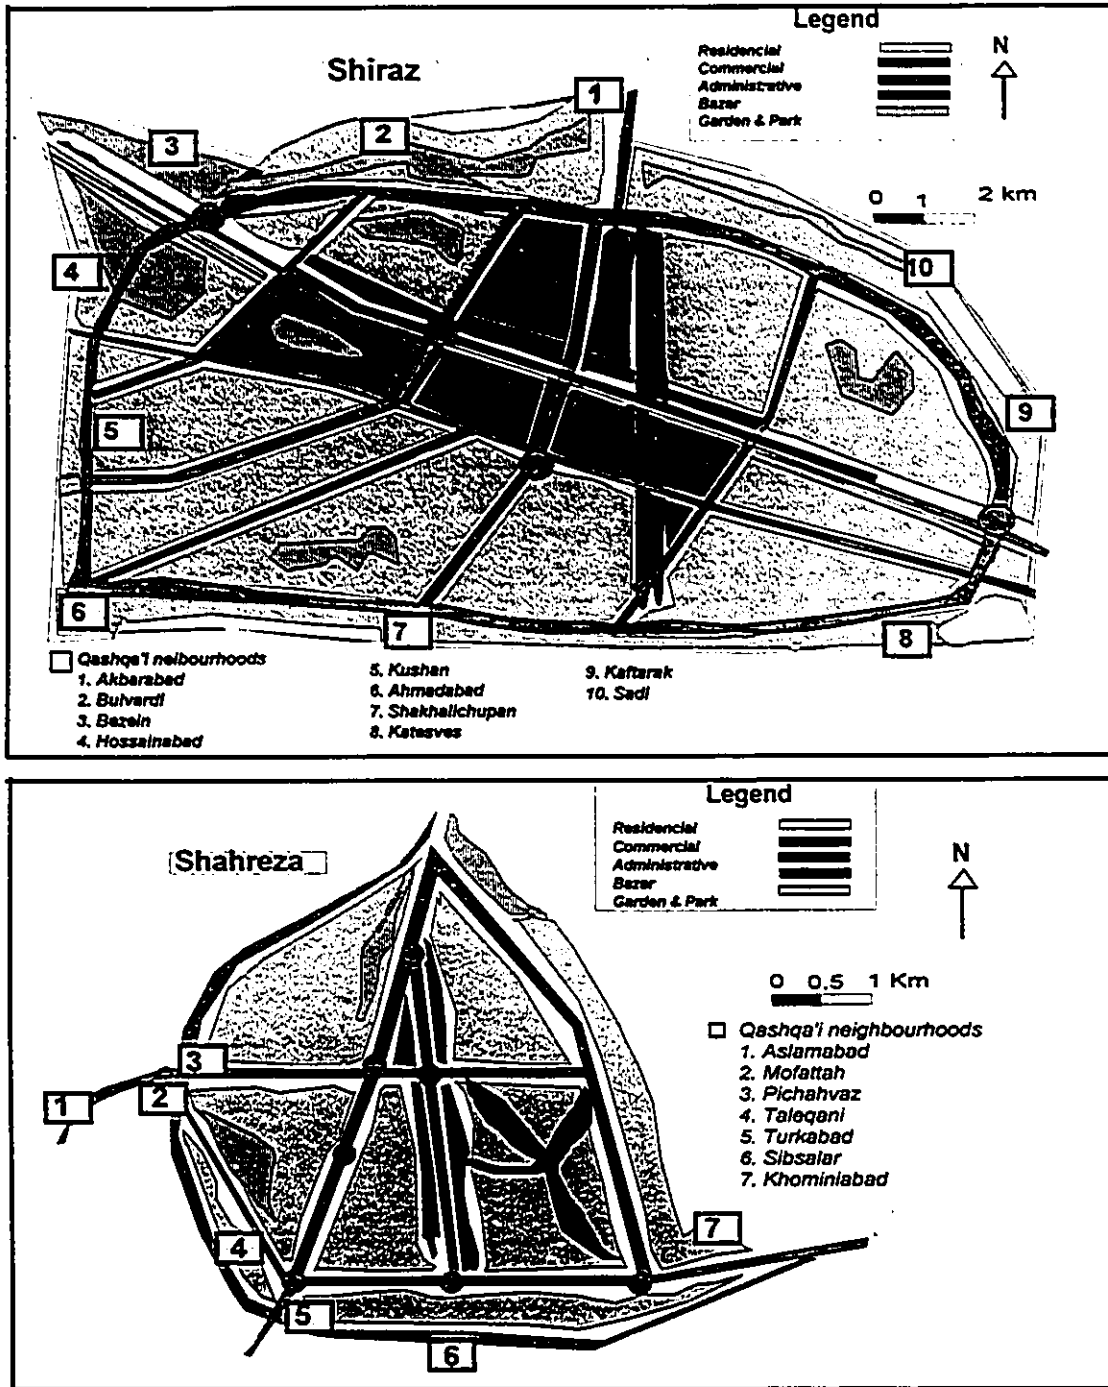 Legend
Shiraz
Residencial
Commercial
Administrative
Bazar
Garden & Park
N
0 1 2 km
1
2
3
4
5
6
7
8
9
10
Qashqa'i neibourhoods
1. Akbarabad
2. Bulvardi
3. Bazein
4. Hossainabad
5. Kushan
6. Ahmadabad
7. Shakhalichupan
8. Katasves
9. Kaftarak
10. Sadi
Legend
Shahreza
Residencial
Commercial
Administrative
Bazar
Garden & Park
N
0 0.5 1 Km
Qashqa'i neighbourhoods
1. Aslamabad
2. Mofattah
3. Pichahvaz
4. Taleqani
5. Turkabad
6. Sibsalar
7. Khominiabad
3
2
1
4
5
6
7